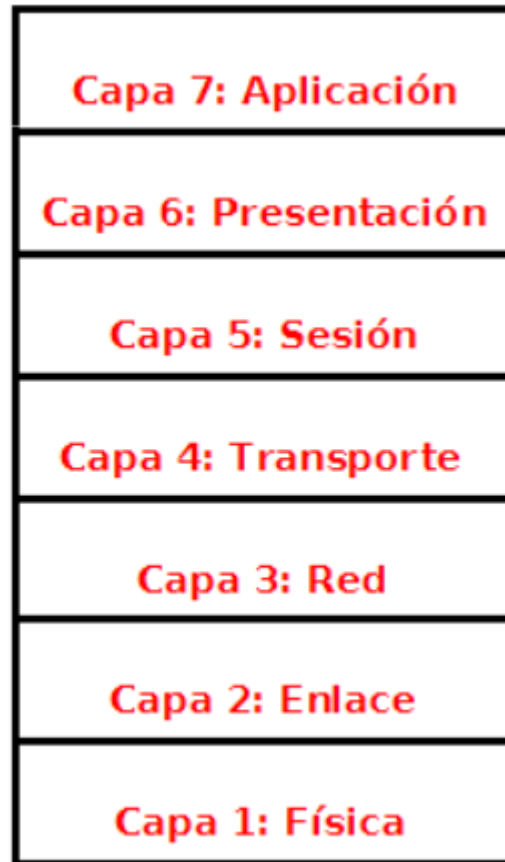 Capa 7: Aplicación
Capa 6: Presentación
Capa 5: Sesión
Capa 4: Transporte
Capa 3: Red
Capa 2: Enlace
Capa 1: Física